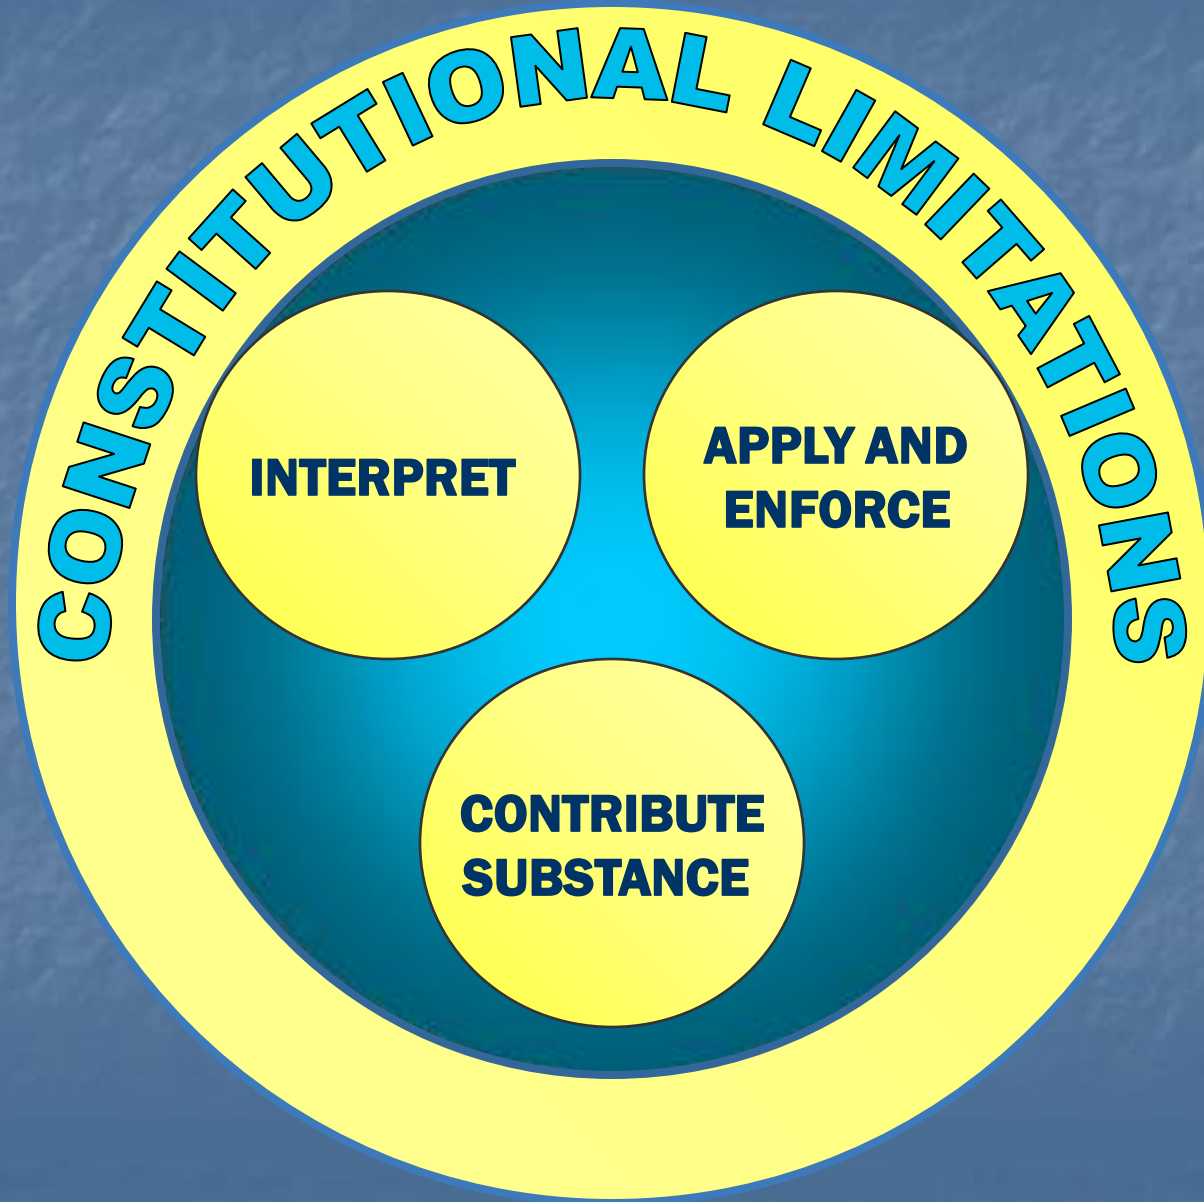 CONSTITUTIONAL LIMITATIONS
INTERPRET
APPLY AND
ENFORCE
CONTRIBUTE
SUBSTANCE